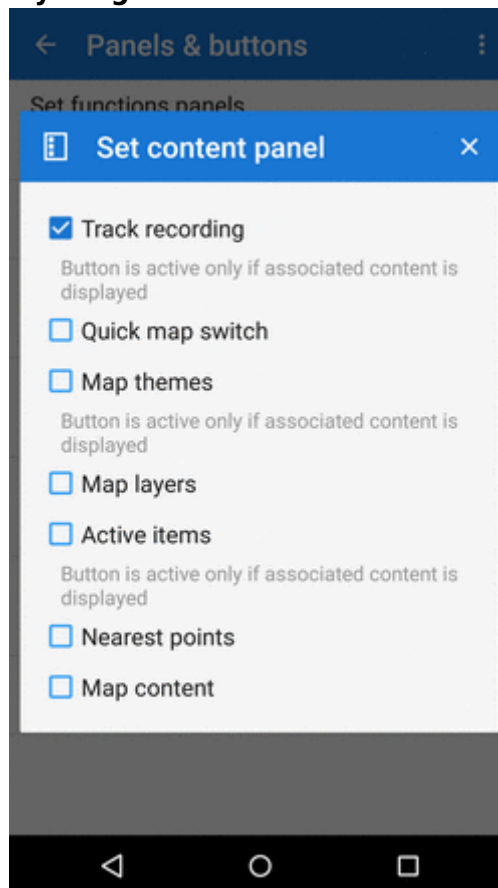 Panels & buttons
Set functions panels
Set content panel
Track recording
Button is active only if associated content is
displayed
Quick map switch
Map themes
Button is active only if associated content is
displayed
Map layers
Active items
Button is active only if associated content is
displayed
Nearest points
Map content